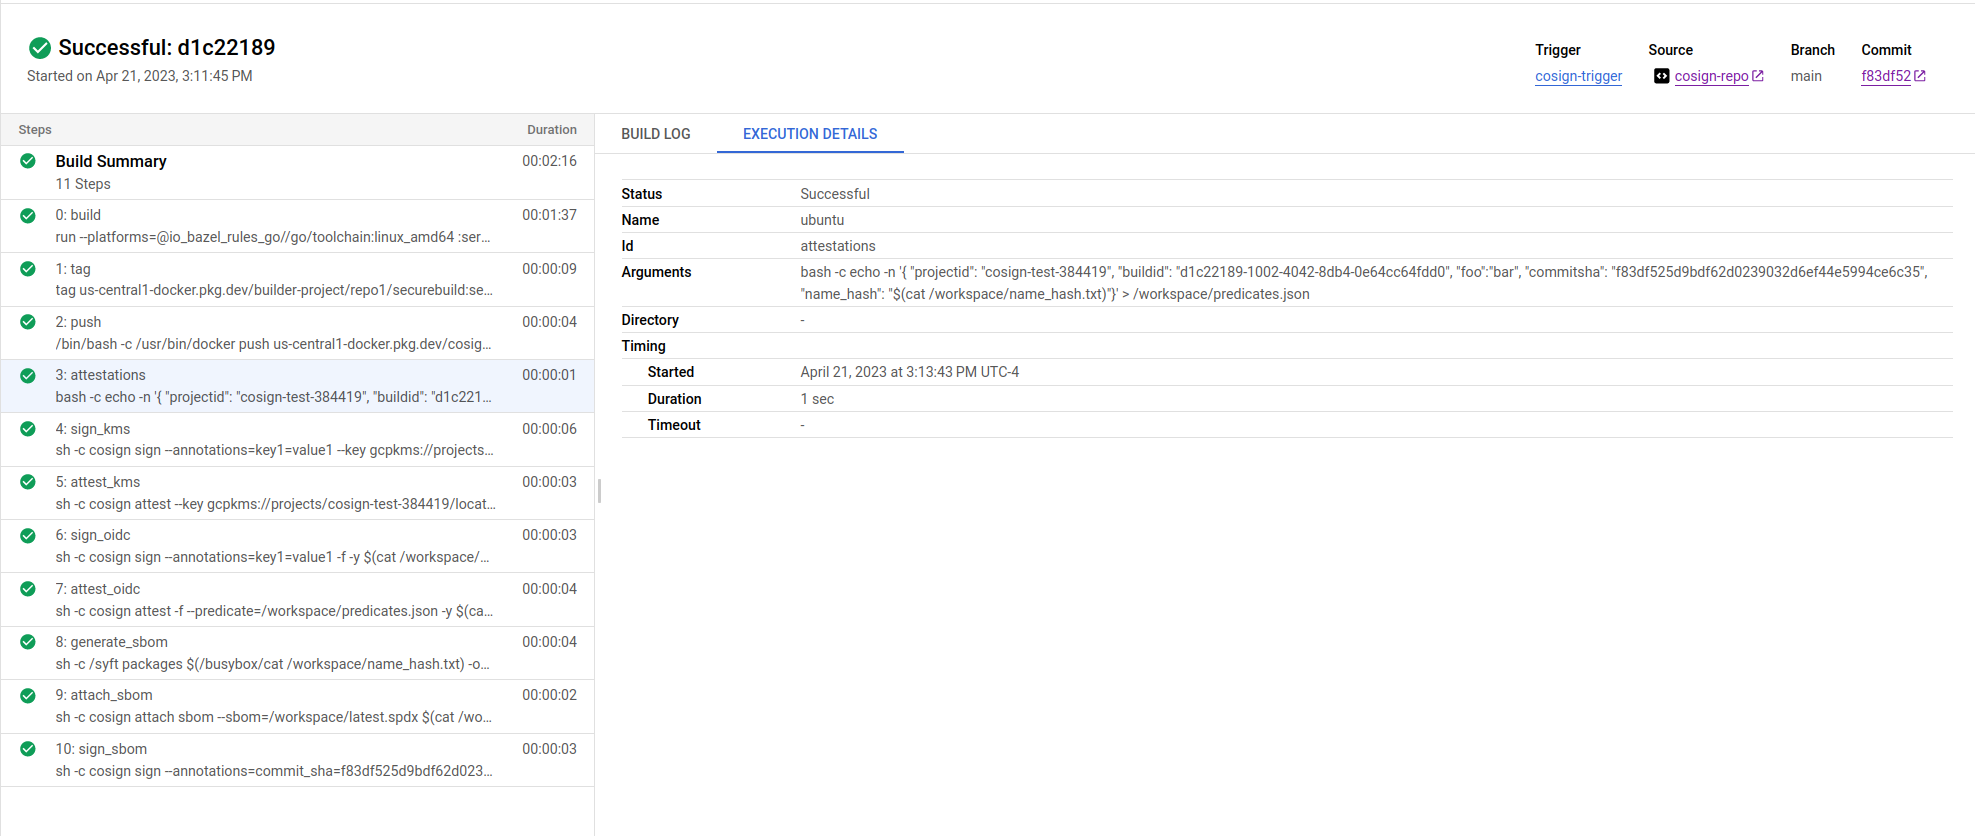 Successful: d1c22189
Started on Apr 21, 2023, 3:11:45 PM
Trigger Source Branch Commit
cosign-trigger cosign-repo main f83df52
Steps Duration
Build Summary 00:02:16
11 Steps
0: build 00:01:37
run --platforms=@io_bazel_rules_go//go/toolchain:linux_amd64 :ser...
1: tag 00:00:09
tag us-central1-docker.pkg.dev/builder-project/repo1/securebuild:se...
2: push 00:00:04
/bin/bash -c /usr/bin/docker push us-central1-docker.pkg.dev/cosig...
3: attestations 00:00:01
bash -c echo -n '{ "projectid": "cosign-test-384419", "buildid": "d1c221...
4: sign_kms 00:00:06
sh -c cosign sign --annotations=key1=value1 --key gcpkms://projects...
5: attest_kms 00:00:03
sh -c cosign attest --key gcpkms://projects/cosign-test-384419/locat...
6: sign_oidc 00:00:03
sh -c cosign sign --annotations=key1=value1 -f -y $(cat /workspace/...
7: attest_oidc 00:00:04
sh -c cosign attest -f --predicate=/workspace/predicates.json -y $(ca...
8: generate_sbom 00:00:04
sh -c /syft packages $(/busybox/cat /workspace/name_hash.txt) -o...
9: attach_sbom 00:00:02
sh -c cosign attach sbom --sbom=/workspace/latest.spdx $(cat /wo...
10: sign_sbom 00:00:03
sh -c cosign sign --annotations=commit_sha=f83df525d9bdf62d023...
BUILD LOG EXECUTION DETAILS
Status Successful
Name ubuntu
Id attestations
Arguments bash -c echo -n '{ "projectid": "cosign-test-384419", "buildid": "d1c22189-1002-4042-8db4-0e64cc64fdd0", "foo":"bar", "commitsha": "f83df525d9bdf62d0239032d6ef44e5994ce6c35",
"name_hash": "$(cat /workspace/name_hash.txt)"}' > /workspace/predicates.json
Directory -
Timing
Started April 21, 2023 at 3:13:43 PM UTC-4
Duration 1 sec
Timeout -